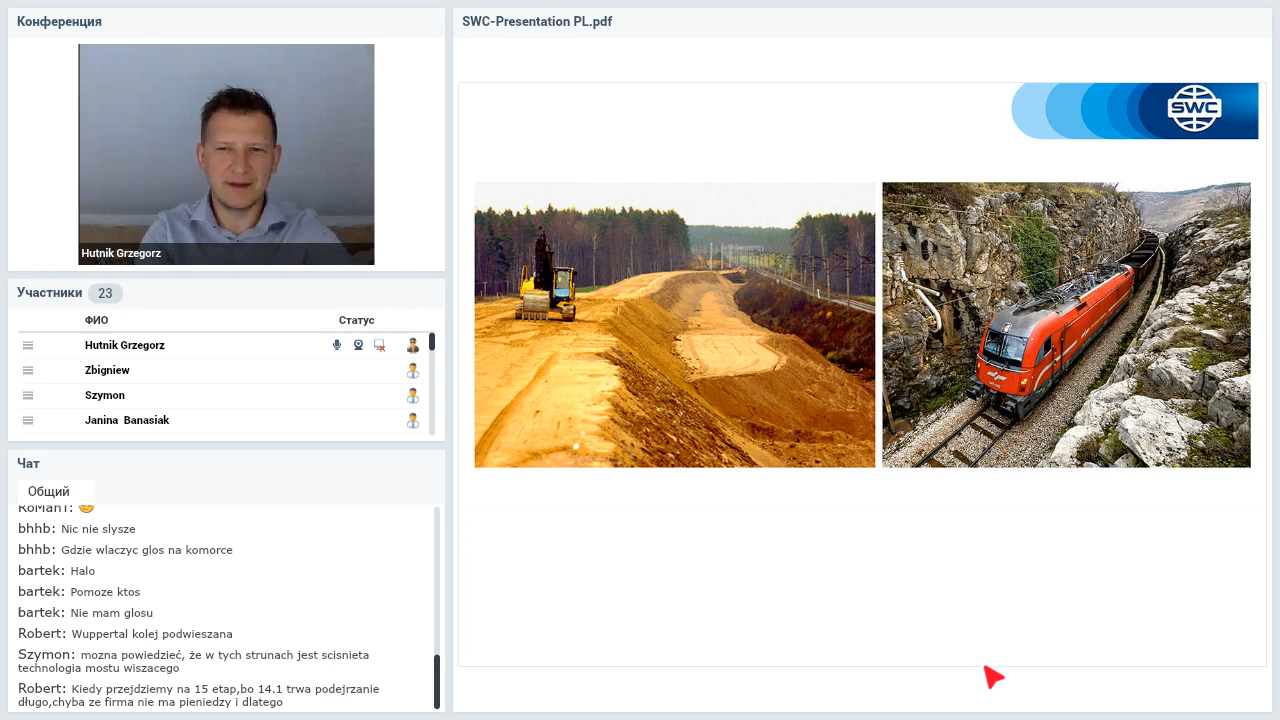 Конференция
Hutnik Grzegorz
Участники 23
ФИО Статус
Hutnik Grzegorz
Zbigniew
Szymon
Janina Banasiak
Чат
Общий
RoManT:
bhhb: Nic nie slysze
bhhb: Gdzie wlaczyc glos na komorce
bartek: Halo
bartek: Pomoze ktos
bartek: Nie mam glosu
Robert: Wuppertal kolej podwieszana
Szymon: mozna powiedzieć, że w tych strunach jest scisnieta
technologia mostu wiszacego
Robert: Kiedy przejdziemy na 15 etap,bo 14.1 trwa podejrzanie
długo,chyba ze firma nie ma pieniedzy i dlatego
SWC-Presentation PL.pdf
SWC